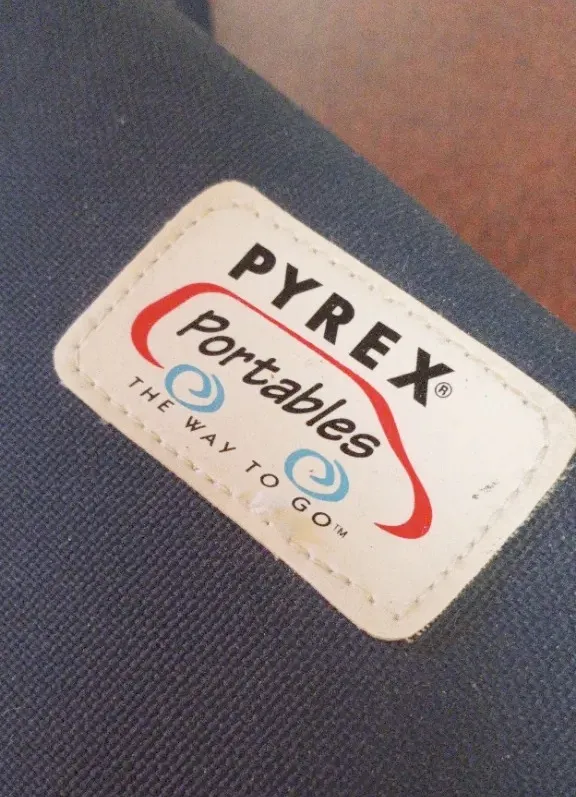 PYREX®
Portables
THE WAY TO GO™